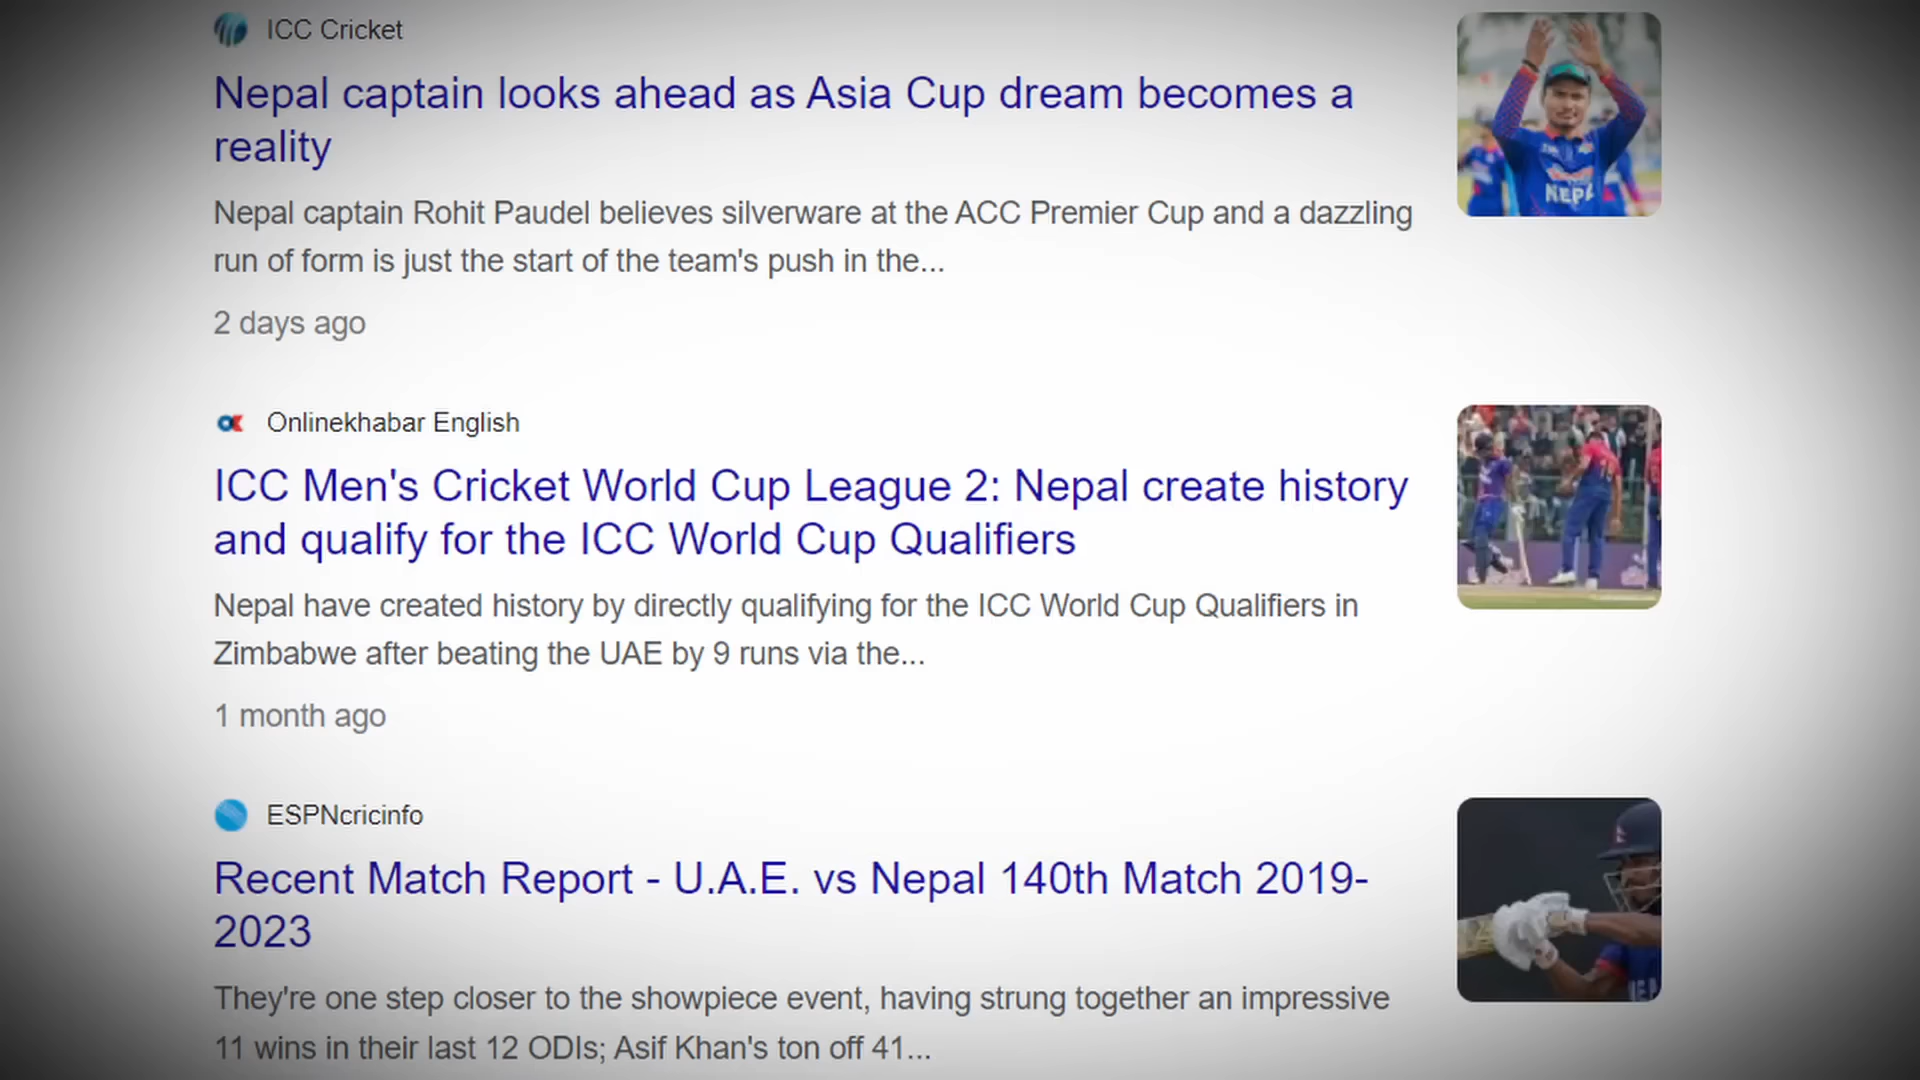 ICC Cricket
Nepal captain looks ahead as Asia Cup dream becomes a
reality
Nepal captain Rohit Paudel believes silverware at the ACC Premier Cup and a dazzling
run of form is just the start of the team's push in the...
2 days ago
NEPA
Onlinekhabar English
ICC Men's Cricket World Cup League 2: Nepal create history
and qualify for the ICC World Cup Qualifiers
Nepal have created history by directly qualifying for the ICC World Cup Qualifiers in
Zimbabwe after beating the UAE by 9 runs via the...
1 month ago
ESPNcricinfo
Recent Match Report - U.A.E. vs Nepal 140th Match 2019-
2023
They're one step closer to the showpiece event, having strung together an impressive
11 wins in their last 12 ODIs; Asif Khan's ton off 41...